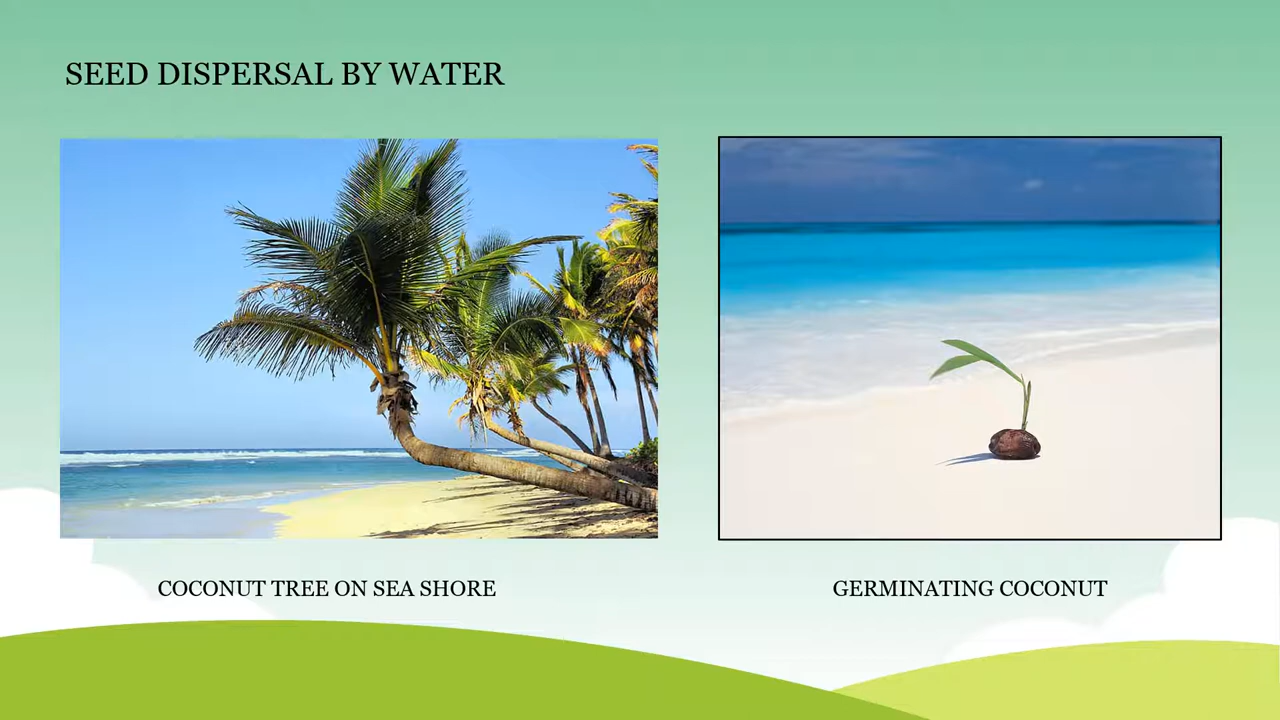 SEED DISPERSAL BY WATER
COCONUT TREE ON SEA SHORE
GERMINATING COCONUT